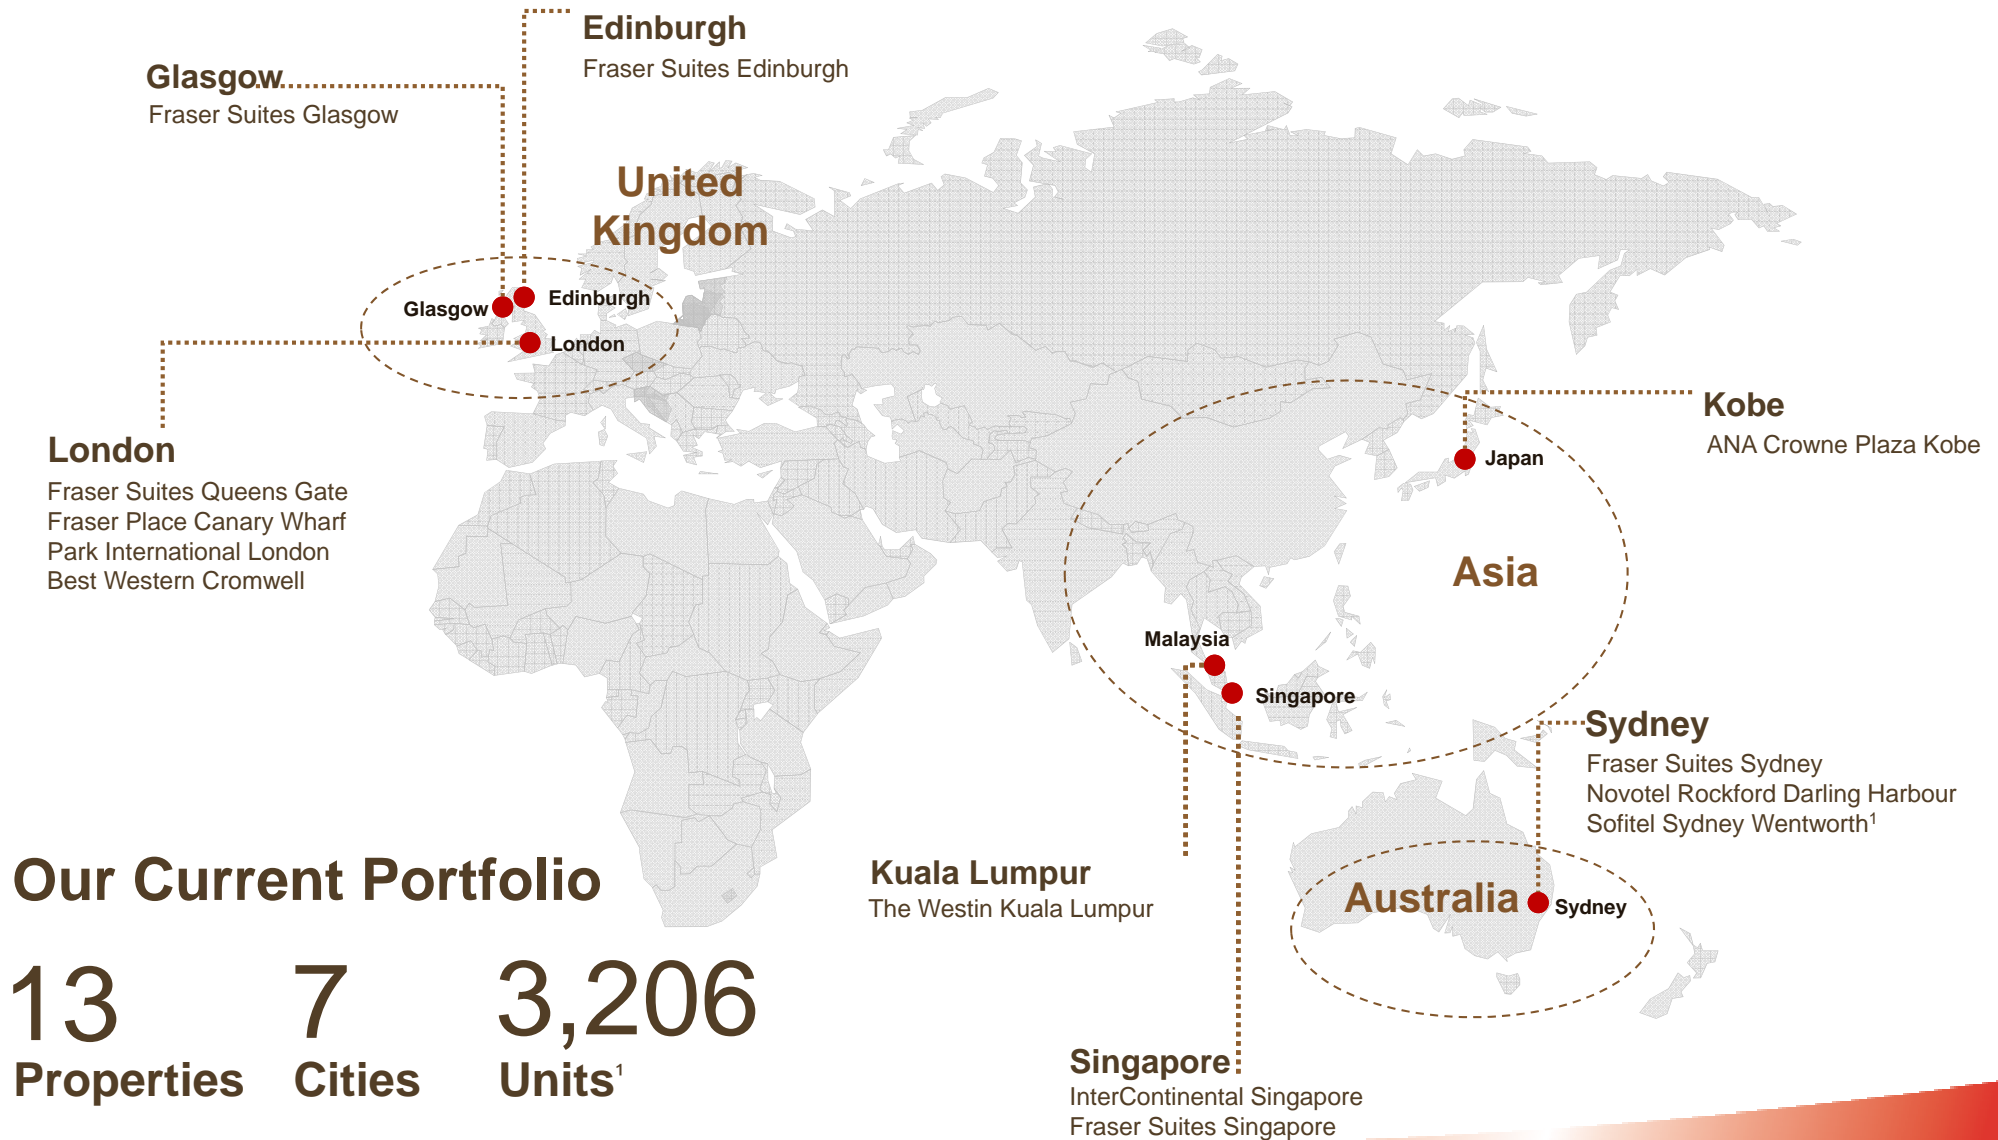 Edinburgh
Fraser Suites Edinburgh
Glasgow
Fraser Suites Glasgow
United
Kingdom
Glasgow
Edinburgh
London
London
Fraser Suites Queens Gate
Fraser Place Canary Wharf
Park International London
Best Western Cromwell
Kobe
ANA Crowne Plaza Kobe
Japan
Asia
Malaysia
Singapore
Sydney
Fraser Suites Sydney
Novotel Rockford Darling Harbour
Sofitel Sydney Wentworth¹
Australia
Sydney
Kuala Lumpur
The Westin Kuala Lumpur
Our Current Portfolio
13 7 3,206
Properties Cities Units¹
Singapore
InterContinental Singapore
Fraser Suites Singapore